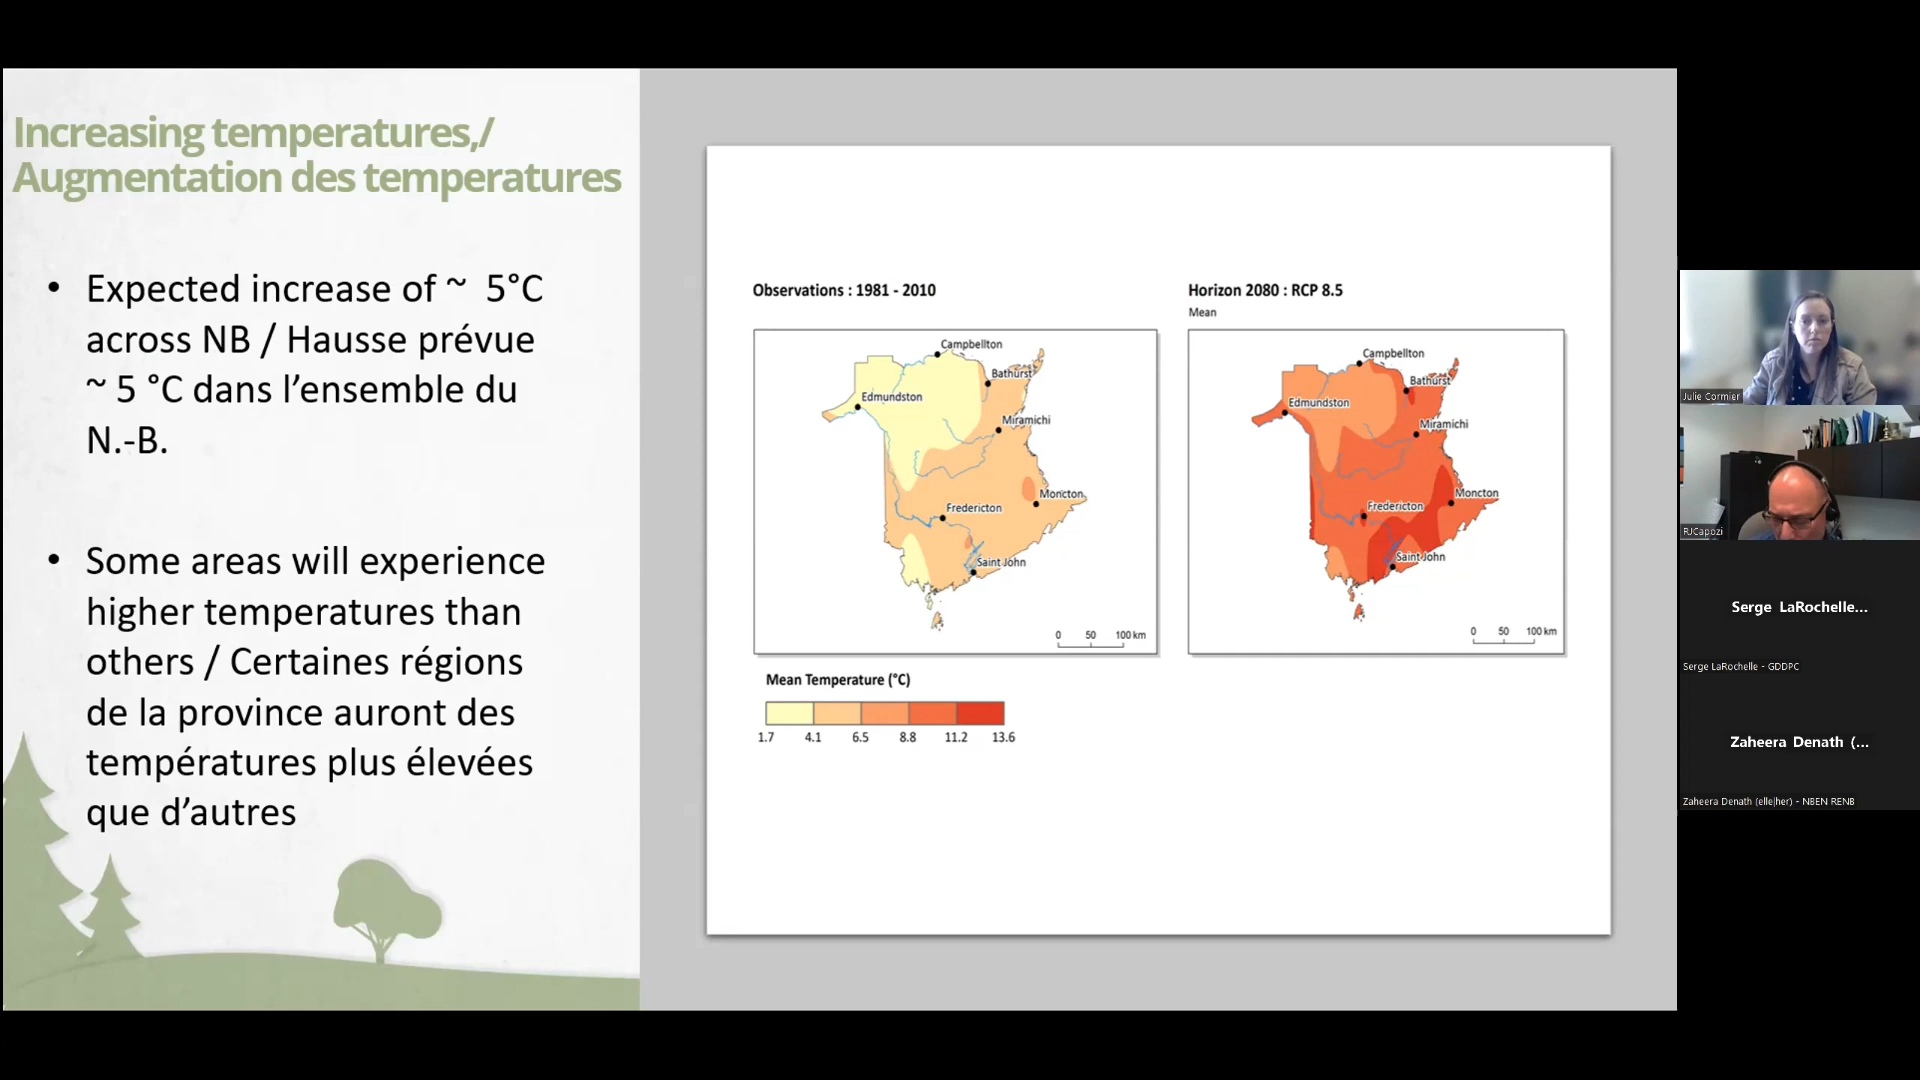 Increasing temperatures,/
Augmentation des temperatures
• Expected increase of ~ 5°C
across NB / Hausse prévue
~ 5 °C dans l’ensemble du
N.-B.
• Some areas will experience
higher temperatures than
others / Certaines régions
de la province auront des
températures plus élevées
que d’autres
Observations : 1981 - 2010
Campbellton
Bathurst
Edmundston
Miramichi
Moncton
Fredericton
Saint John
0 50 100 km
Horizon 2080 : RCP 8.5
Mean
Campbellton
Bathurst
Edmundston
Miramichi
Moncton
Fredericton
Saint John
0 50 100 km
Mean Temperature (°C)
1.7 4.1 6.5 8.8 11.2 13.6
Julie Cormier
RJCapozi
Serge LaRochelle...
Serge LaRochelle - GDDPC
Zaheera Denath (...
Zaheera Denath (elle|her) - NBEN RENB